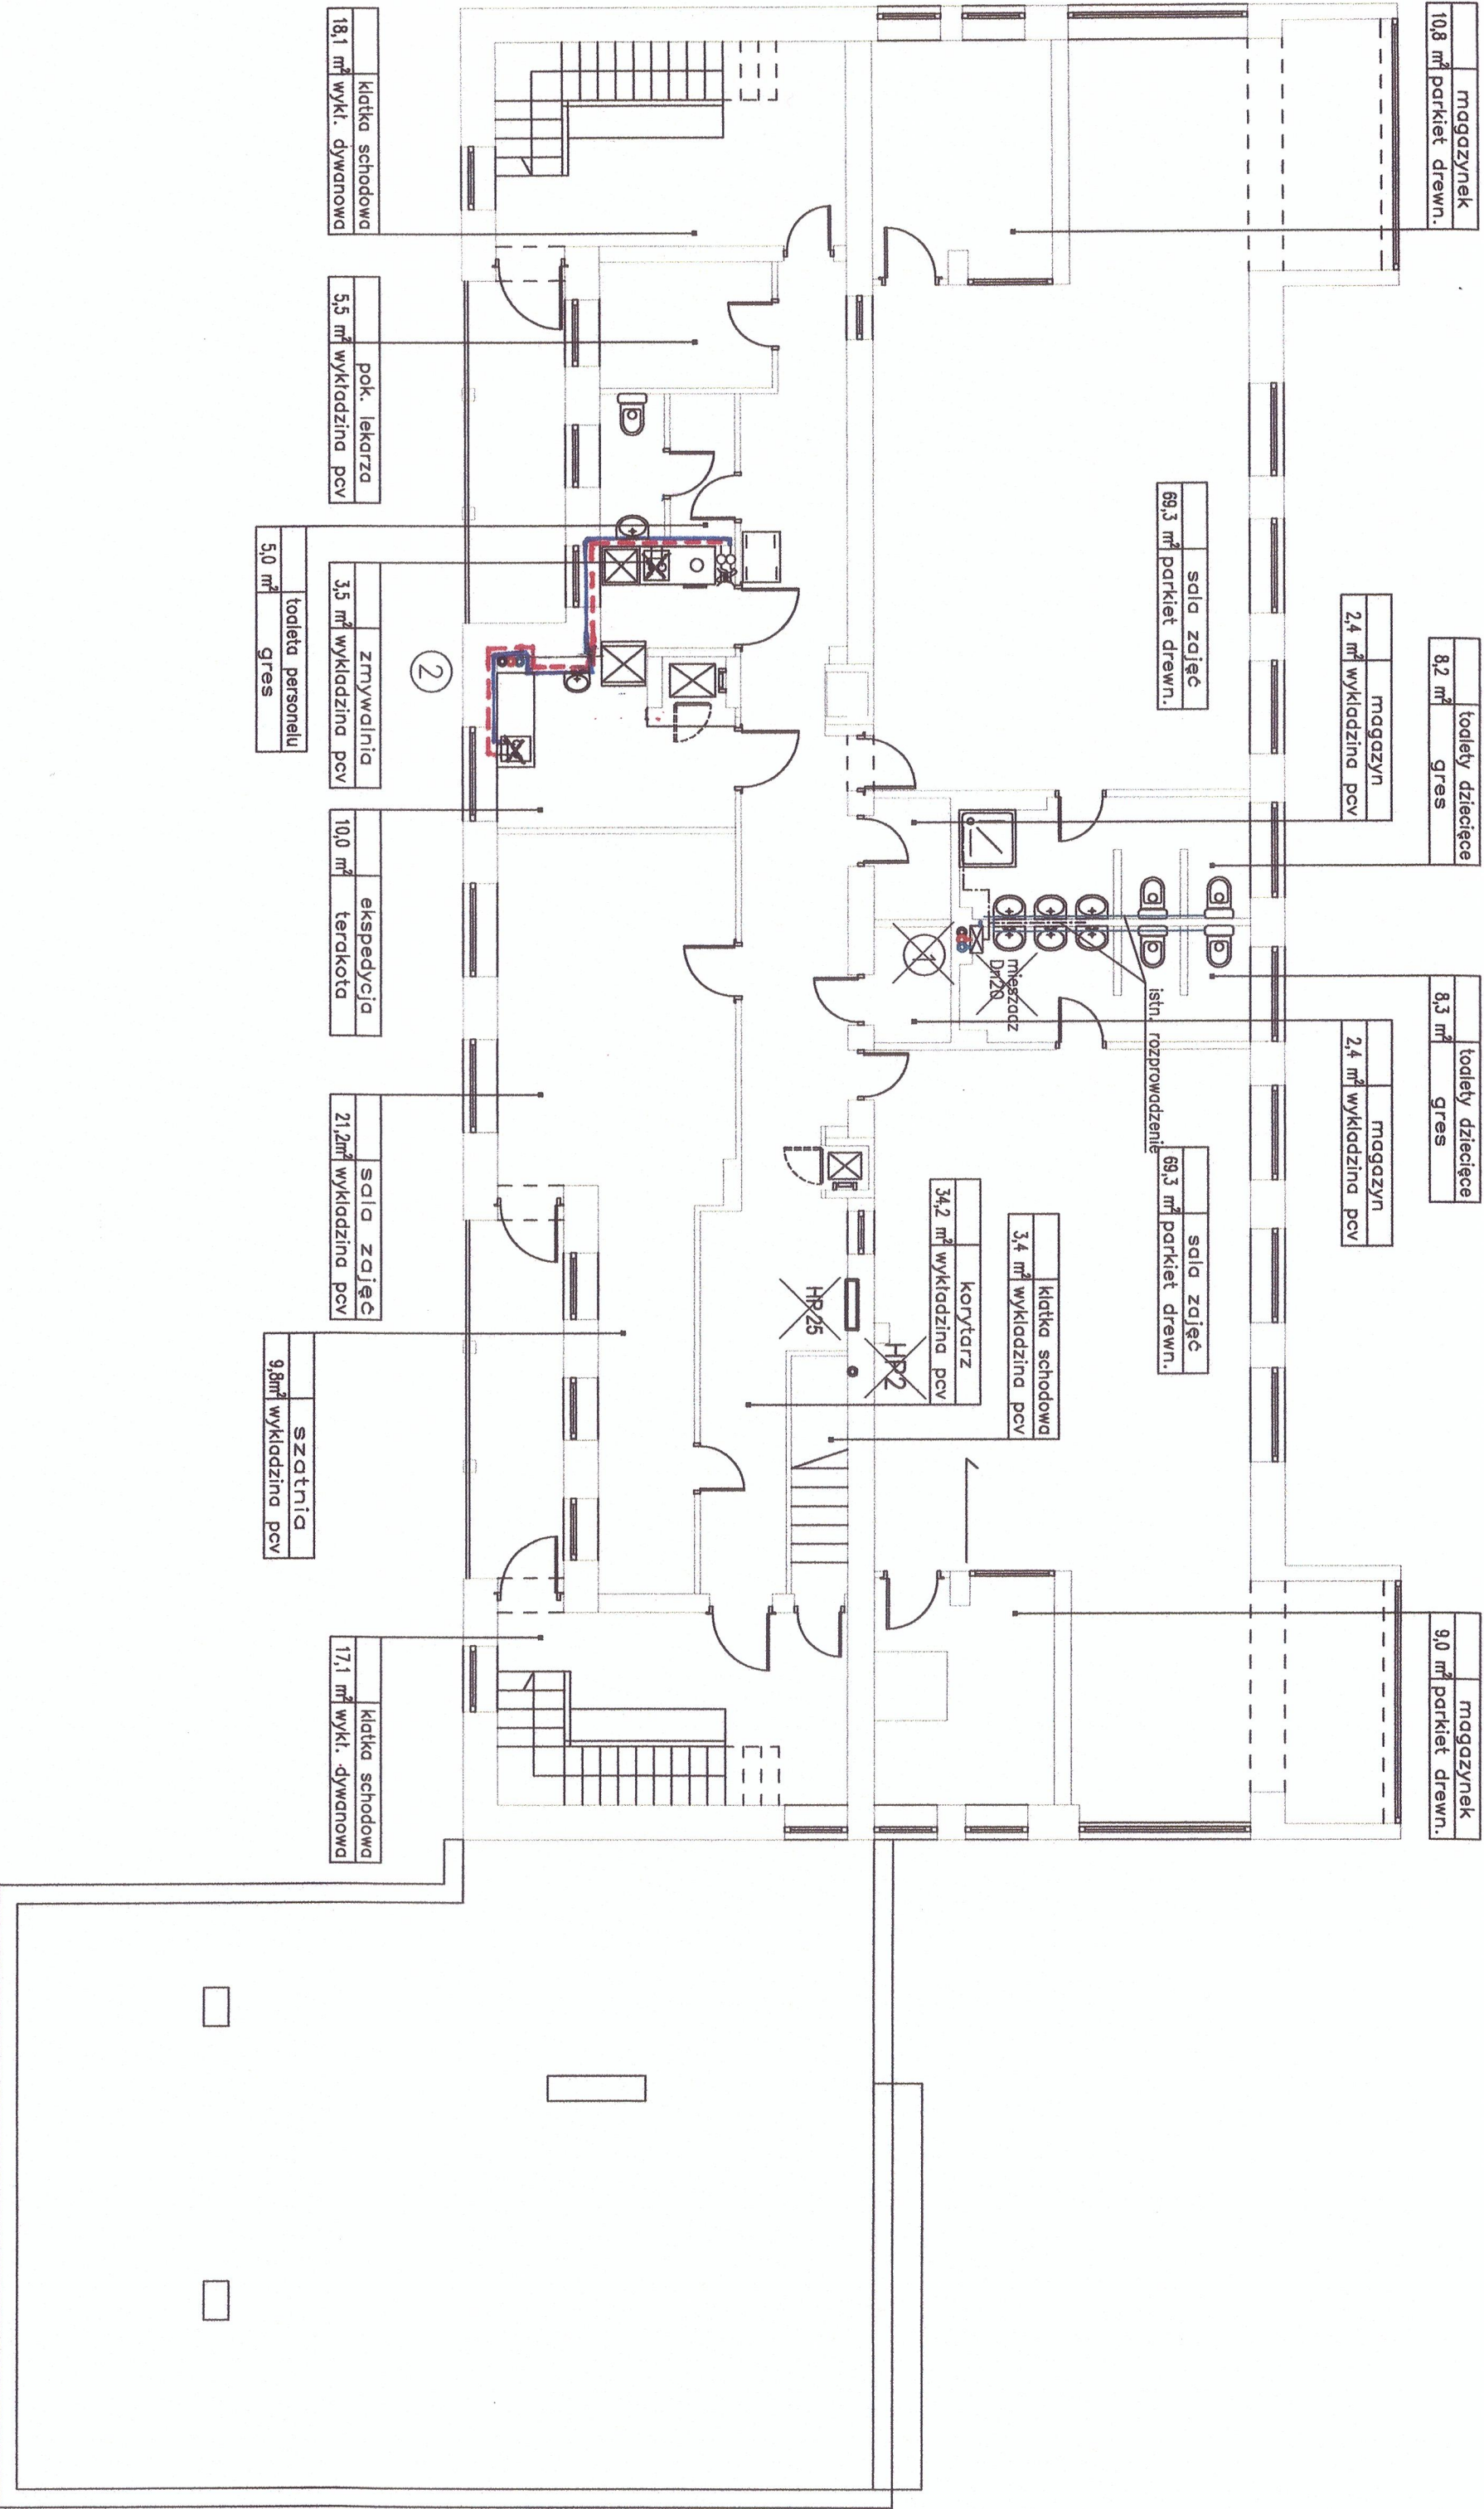 magazynek
10,8 m² parkiet drewn.
toalety dziecięce
8,2 m² gres
magazyn
2,4 m² wykładzina pcv
toalety dziecięce
8,3 m² gres
magazyn
2,4 m² wykładzina pcv
magazynek
9,0 m² parkiet drewn.
sala zajęć
69,3 m² parkiet drewn.
sala zajęć
69,3 m² parkiet drewn.
istn. rozprowadzenie
mieszacz
Dn20
1
klatka schodowa
3,4 m² wykładzina pcv
korytarz
34,2 m² wykładzina pcv
HP2
HP25
klatka schodowa
18,1 m² wykł. dywanowa
pok. lekarza
5,5 m² wykładzina pcv
2
zmywalnia
3,5 m² wykładzina pcv
toaleta personelu
5,0 m² gres
ekspedycja
10,0 m² terakota
sala zajęć
21,2m² wykładzina pcv
szatnia
9,8m² wykładzina pcv
klatka schodowa
17,1 m² wykł. dywanowa